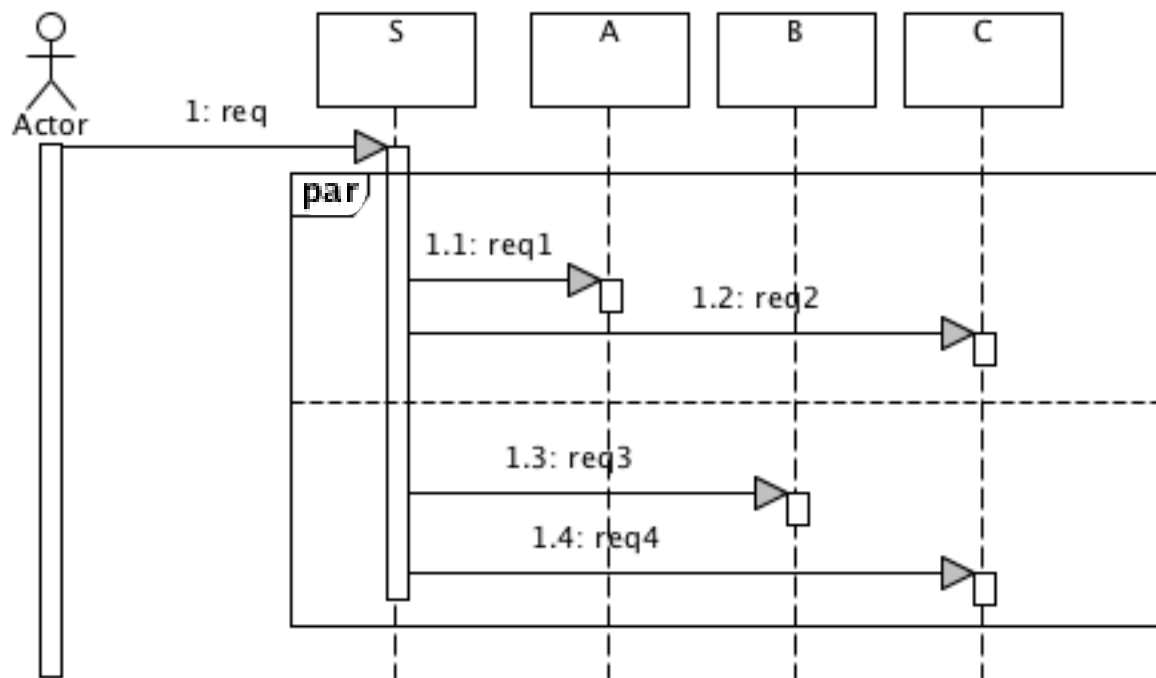 S
A
B
C
Actor
1: req
par
1.1: req1
1.2: req2
1.3: req3
1.4: req4